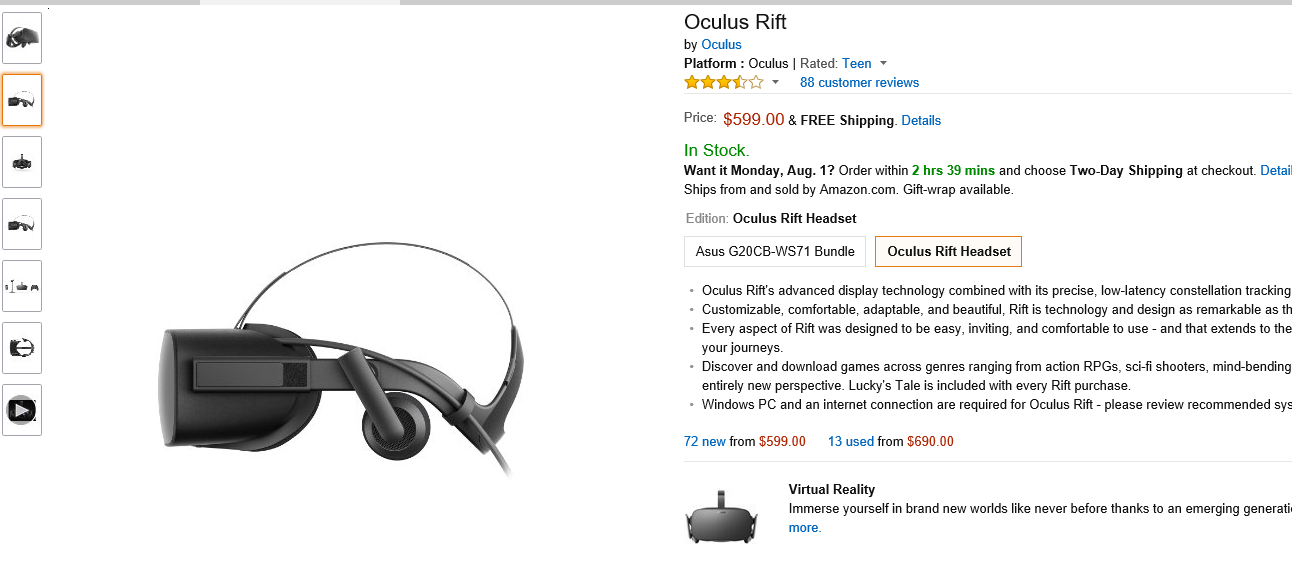 Oculus Rift
by Oculus
Platform : Oculus | Rated: Teen
88 customer reviews
Price: $599.00 & FREE Shipping. Details
In Stock.
Want it Monday, Aug. 1? Order within 2 hrs 39 mins and choose Two-Day Shipping at checkout. Detail
Ships from and sold by Amazon.com. Gift-wrap available.
Edition: Oculus Rift Headset
Asus G20CB-WS71 Bundle Oculus Rift Headset
• Oculus Rift's advanced display technology combined with its precise, low-latency constellation tracking
• Customizable, comfortable, adaptable, and beautiful, Rift is technology and design as remarkable as th
• Every aspect of Rift was designed to be easy, inviting, and comfortable to use - and that extends to the
your journeys.
• Discover and download games across genres ranging from action RPGs, sci-fi shooters, mind-bending
entirely new perspective. Lucky's Tale is included with every Rift purchase.
• Windows PC and an internet connection are required for Oculus Rift - please review recommended sys
72 new from $599.00 13 used from $690.00
Virtual Reality
Immerse yourself in brand new worlds like never before thanks to an emerging generati
more.